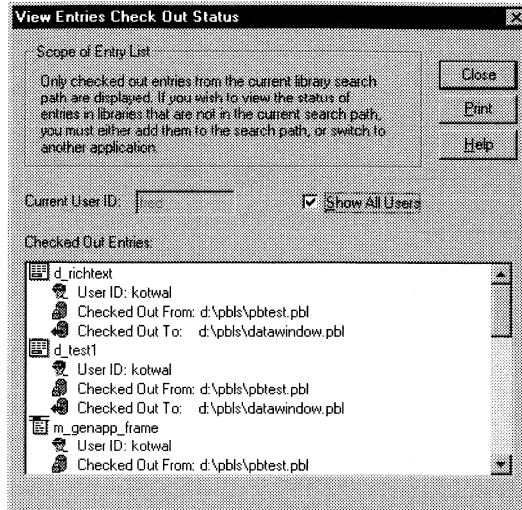 View Entries Check Out Status
Scope of Entry List
Only checked out entries from the current library search
path are displayed. If you wish to view the status of
entries in libraries that are not in the current search path,
you must either add them to the search path, or switch to
another application.
Close
Print
Help
Current User ID: fred
Show All Users
Checked Out Entries:
d_richtext
User ID: kotwal
Checked Out From: d:\pbls\pbtest.pbl
Checked Out To: d:\pbls\datawindow.pbl
d_test1
User ID: kotwal
Checked Out From: d:\pbls\pbtest.pbl
Checked Out To: d:\pbls\datawindow.pbl
m_genapp_frame
User ID: kotwal
Checked Out From: d:\pbls\pbtest.pbl